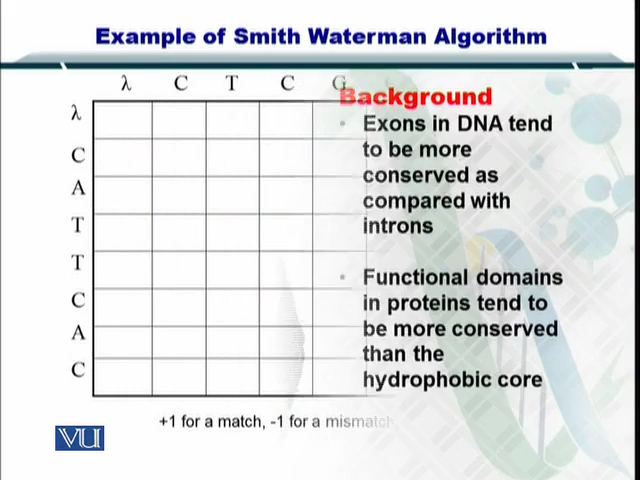 Example of Smith Waterman Algorithm
λ C T C G
λ
C
A
T
T
C
A
C
Background
• Exons in DNA tend
to be more
conserved as
compared with
introns
• Functional domains
in proteins tend to
be more conserved
than the
hydrophobic core
+1 for a match, -1 for a mismatch,
VU